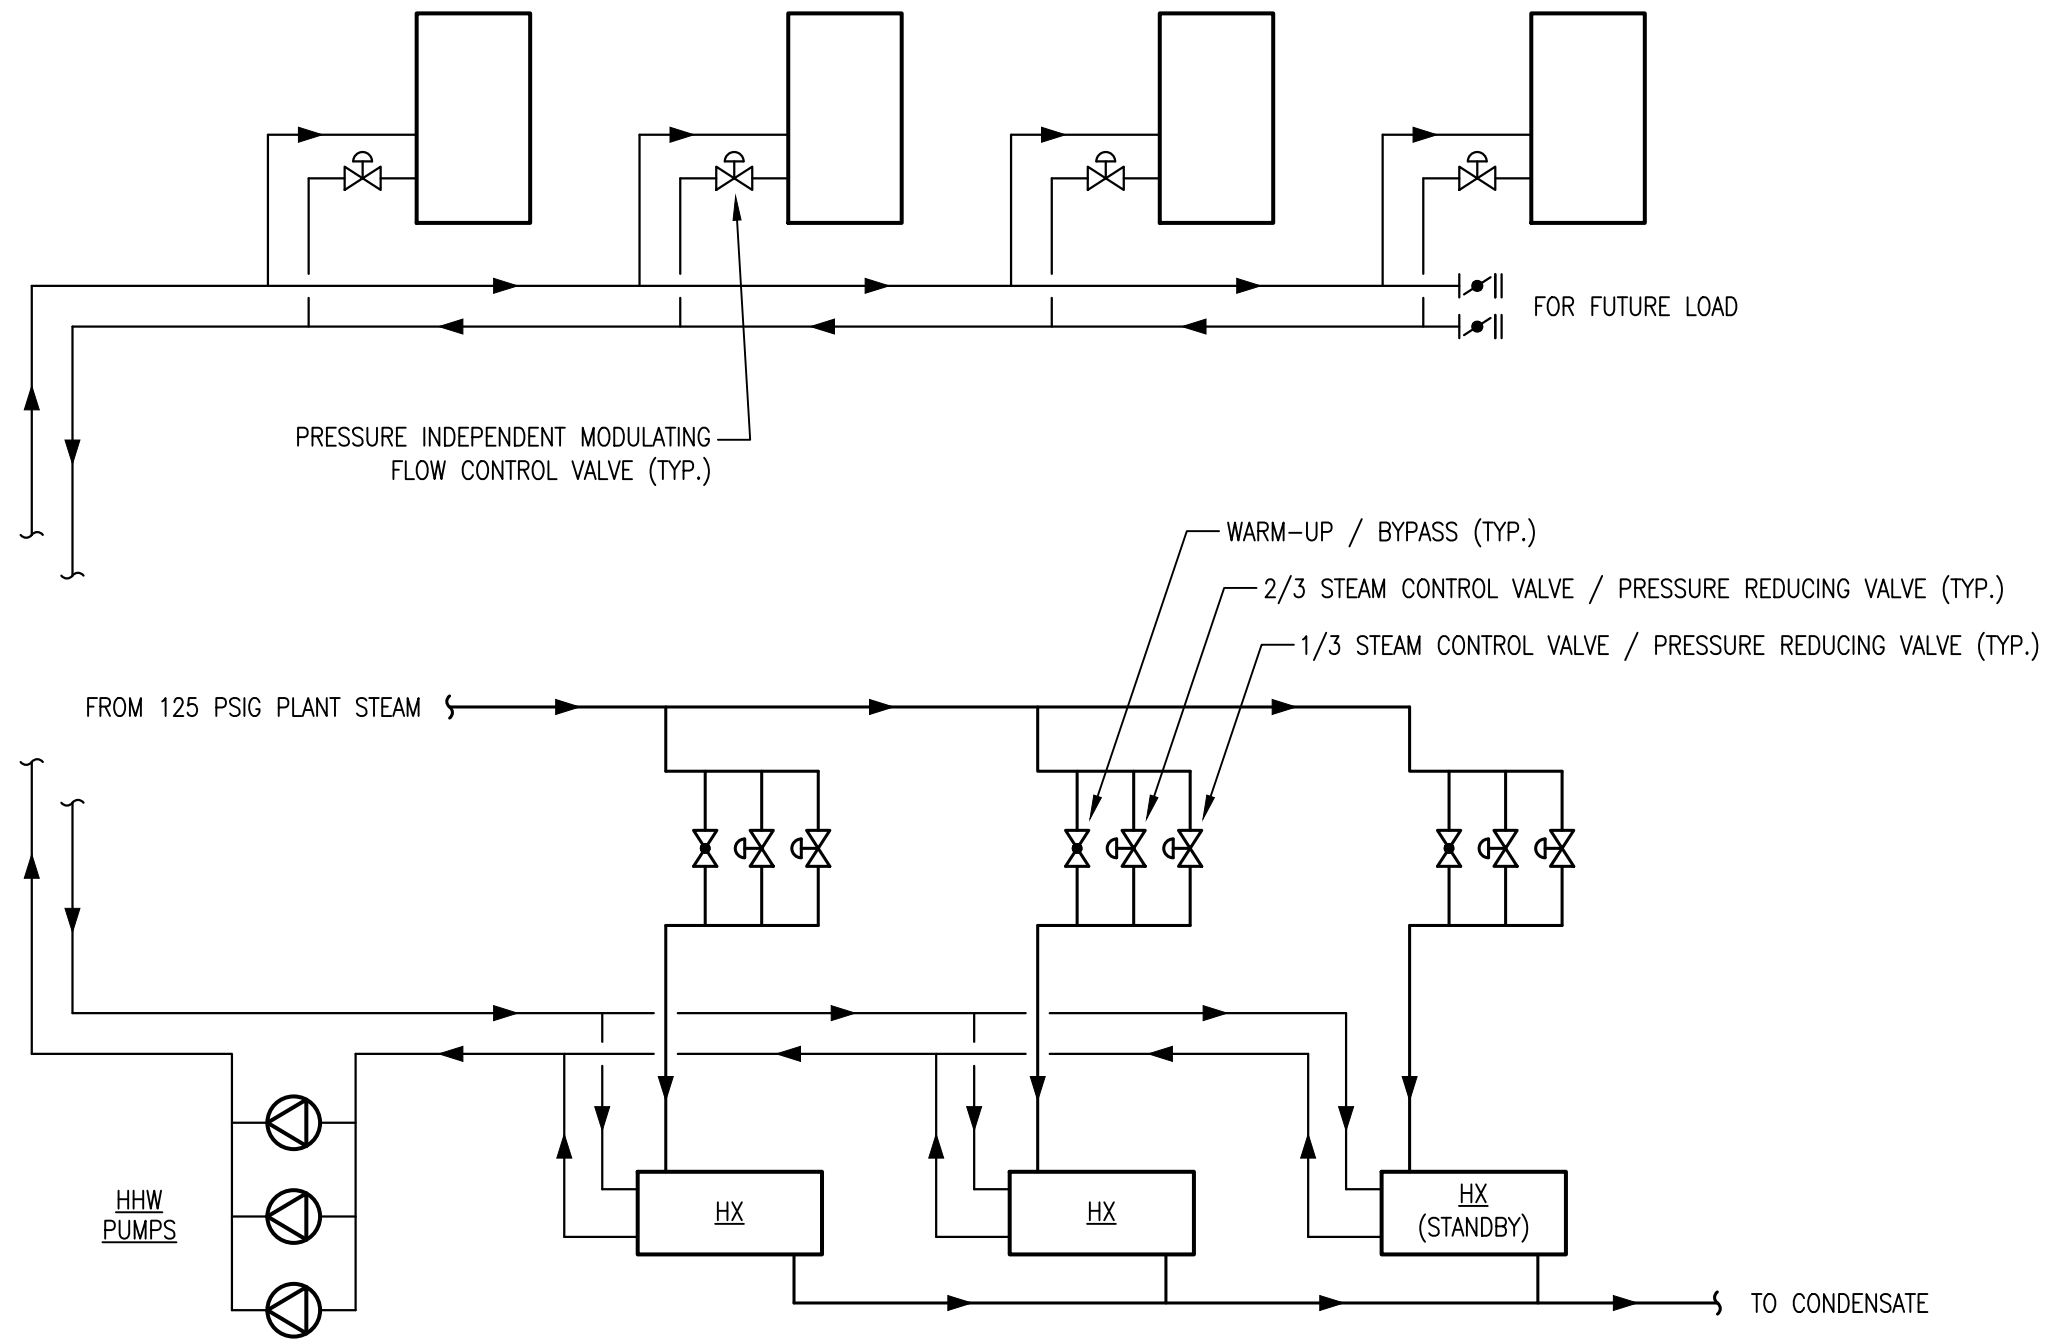 FOR FUTURE LOAD
PRESSURE INDEPENDENT MODULATING
FLOW CONTROL VALVE (TYP.)
WARM-UP / BYPASS (TYP.)
2/3 STEAM CONTROL VALVE / PRESSURE REDUCING VALVE (TYP.)
1/3 STEAM CONTROL VALVE / PRESSURE REDUCING VALVE (TYP.)
FROM 125 PSIG PLANT STEAM
HHW
PUMPS
HX
HX
HX
(STANDBY)
TO CONDENSATE